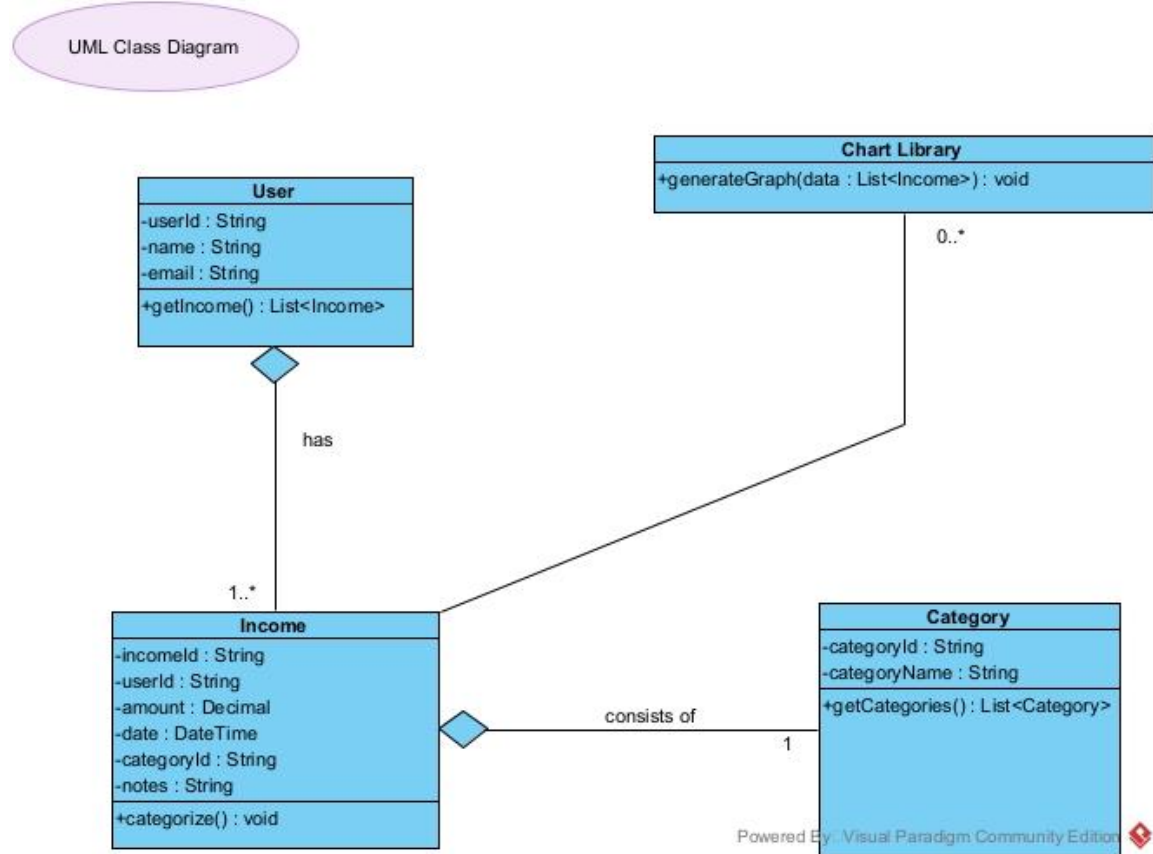 UML Class Diagram
Chart Library
+generateGraph(data : List<Income>) : void
0..*
User
-userId : String
-name : String
-email : String
+getIncome() : List<Income>
has
1..*
Income
-incomeId : String
-userId : String
-amount : Decimal
-date : DateTime
-categoryId : String
-notes : String
+categorize() : void
consists of
1
Category
-categoryId : String
-categoryName : String
+getCategories() : List<Category>
Powered By: Visual Paradigm Community Edition